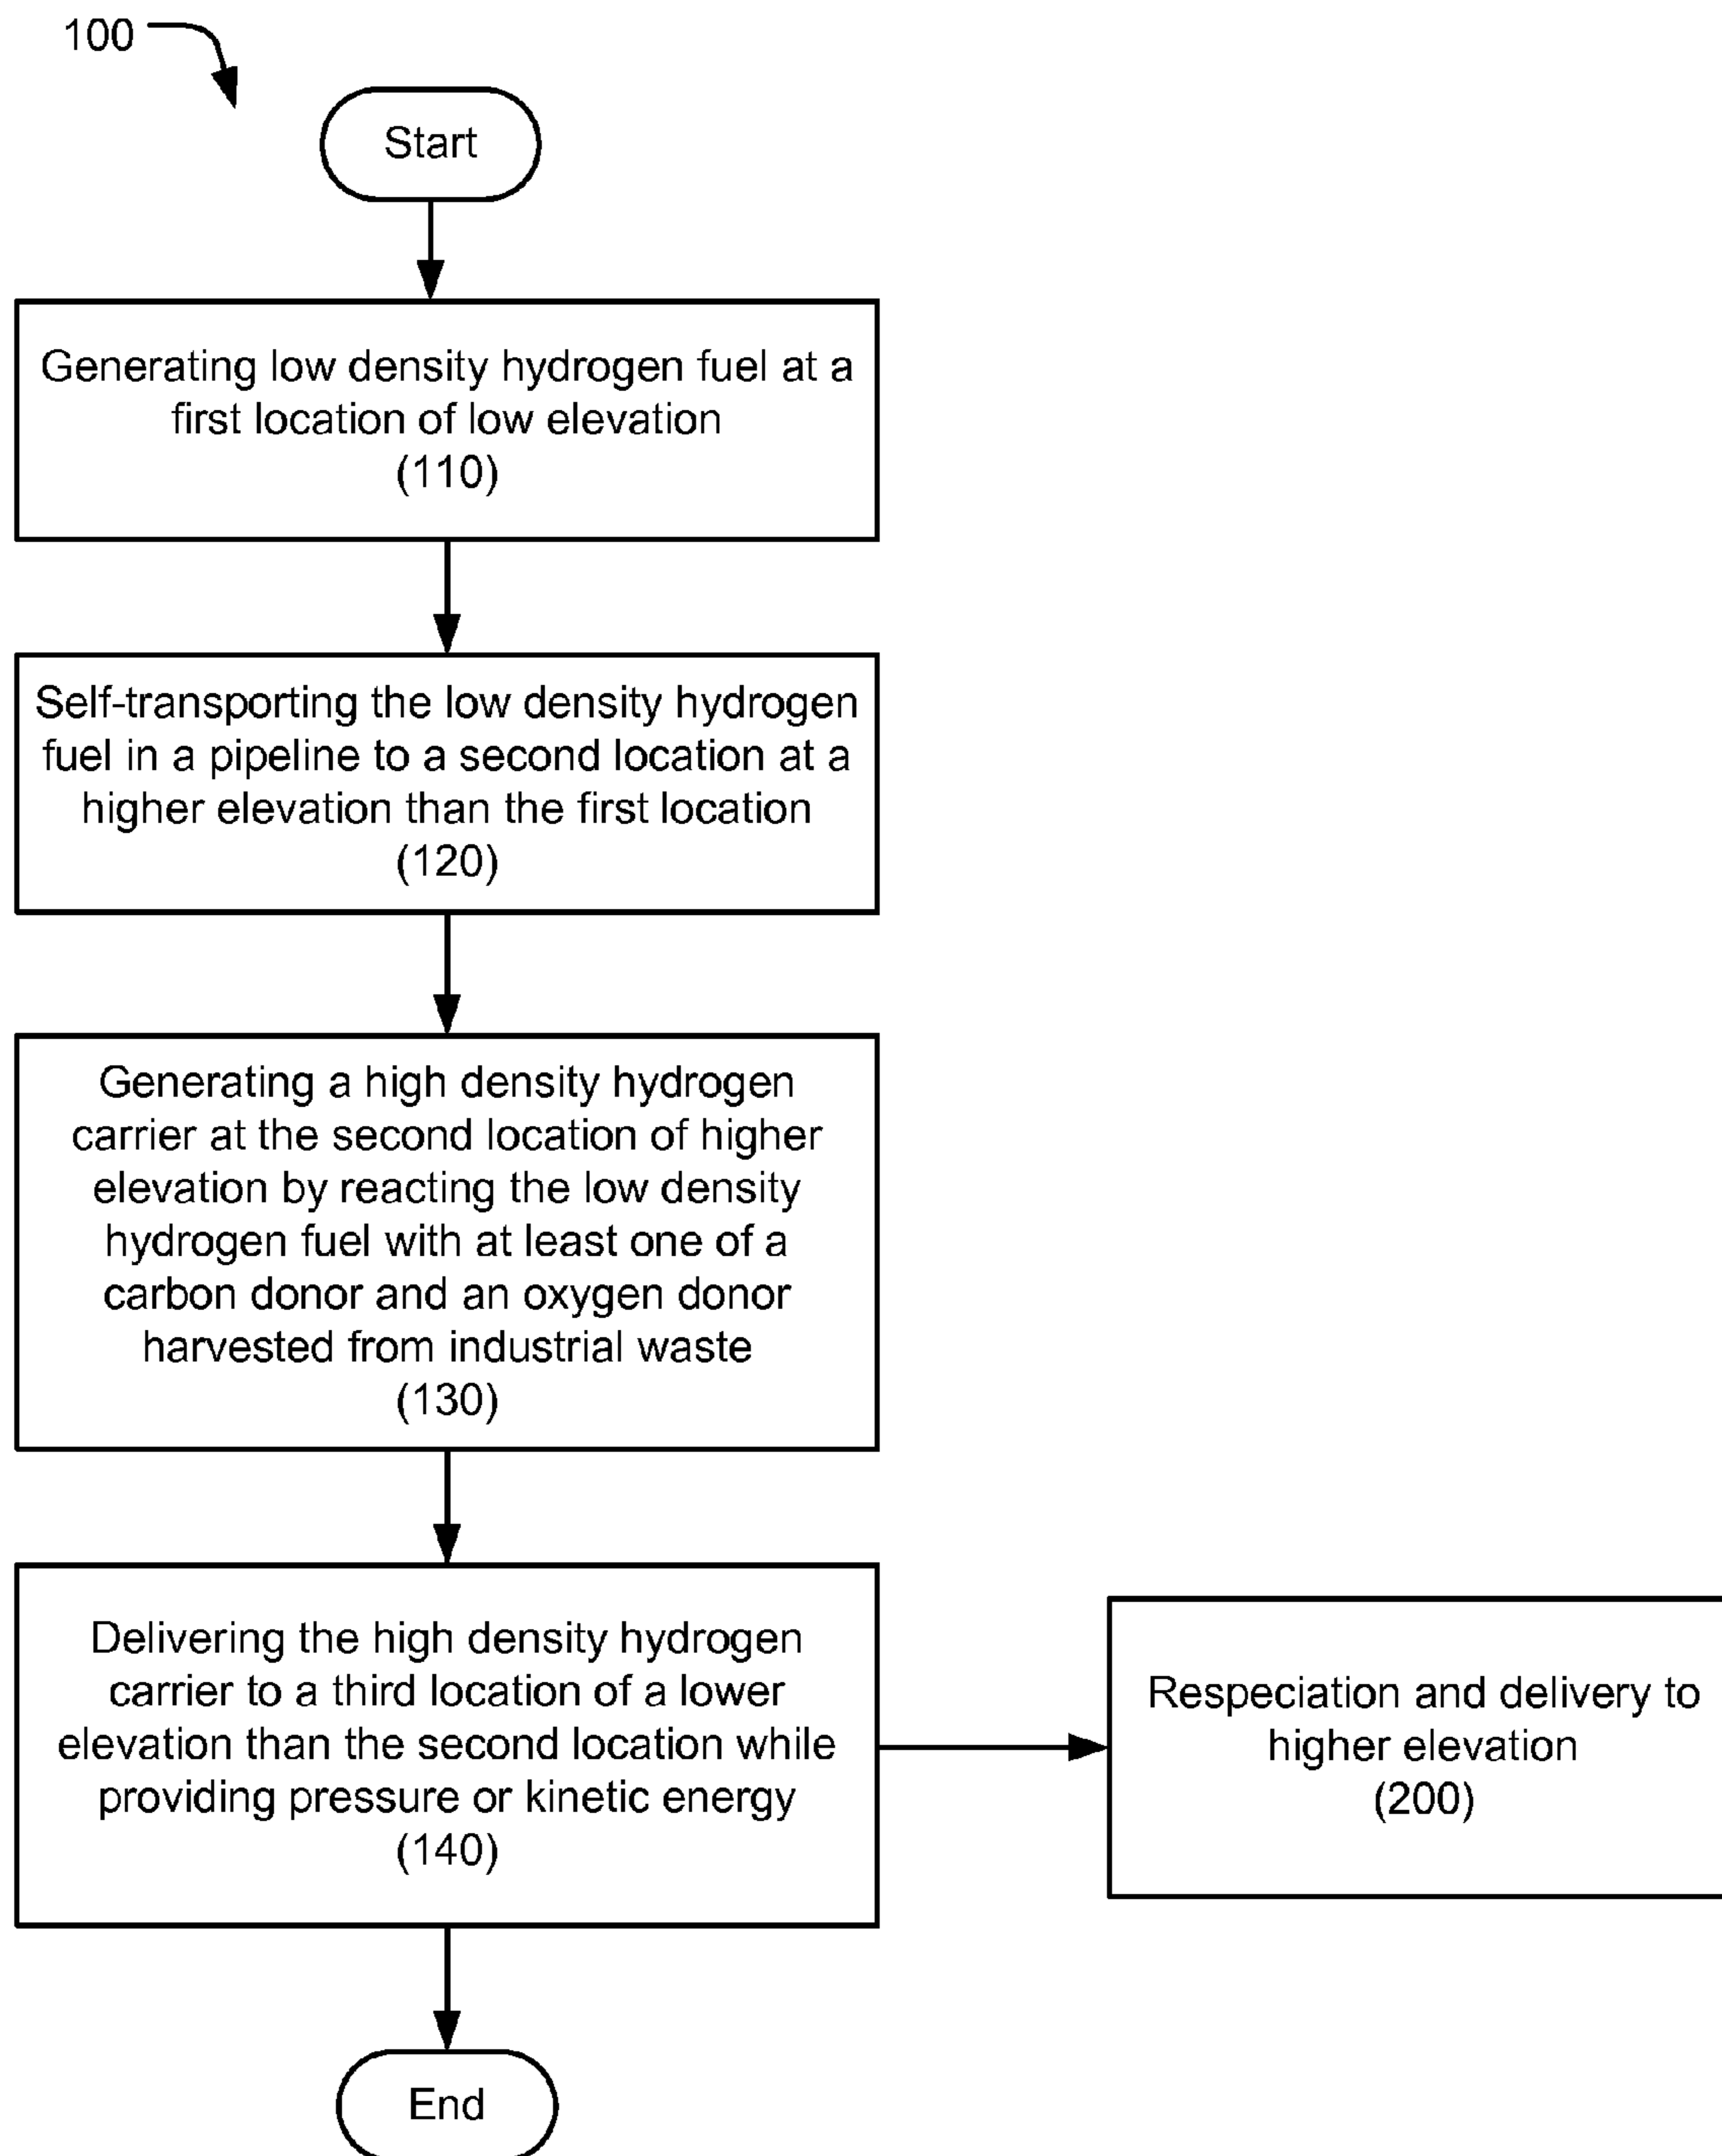 100
Start
Generating low density hydrogen fuel at a
first location of low elevation
(110)
Self-transporting the low density hydrogen
fuel in a pipeline to a second location at a
higher elevation than the first location
(120)
Generating a high density hydrogen
carrier at the second location of higher
elevation by reacting the low density
hydrogen fuel with at least one of a
carbon donor and an oxygen donor
harvested from industrial waste
(130)
Delivering the high density hydrogen
carrier to a third location of a lower
elevation than the second location while
providing pressure or kinetic energy
(140)
Respeciation and delivery to
higher elevation
(200)
End